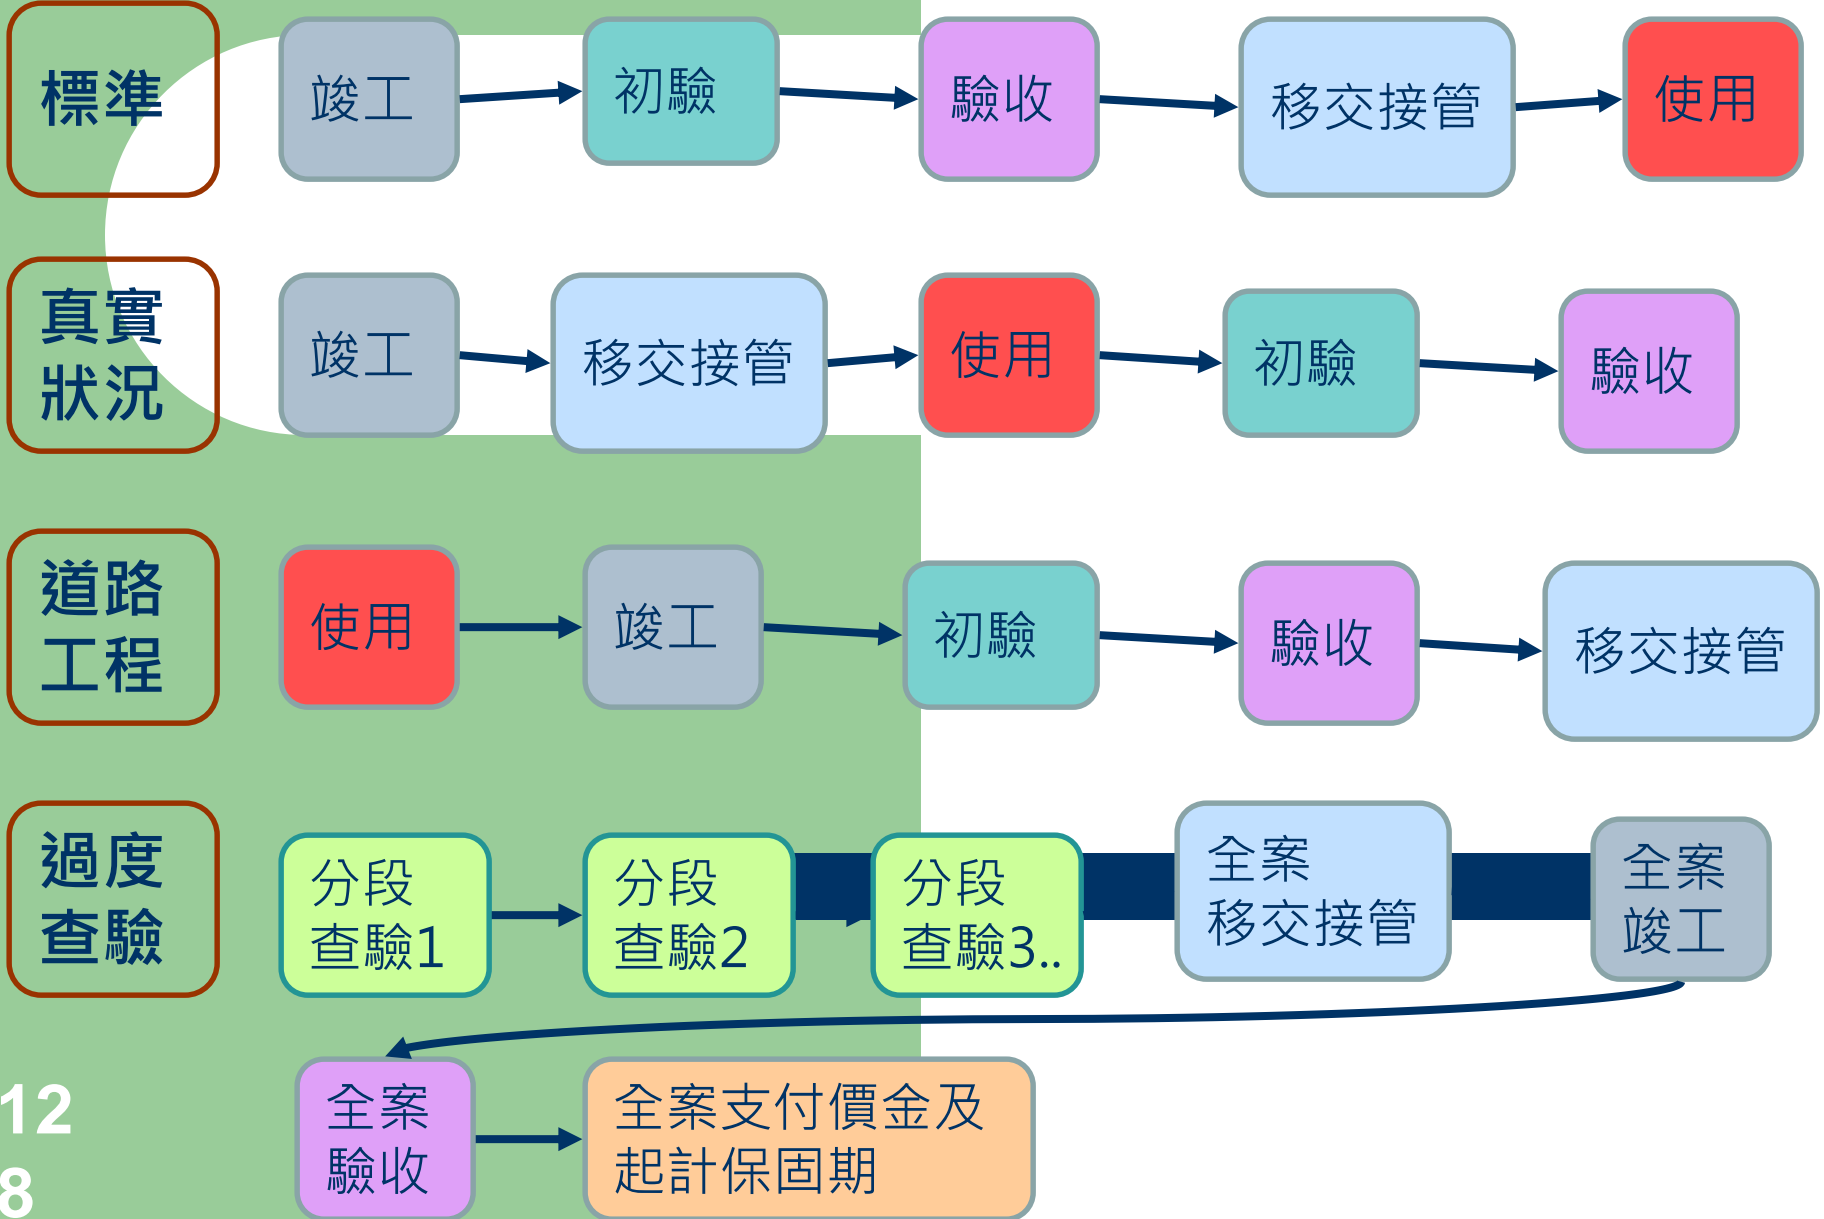 標準
竣工
初驗
驗收
移交接管
使用
真實
狀況
竣工
移交接管
使用
初驗
驗收
道路
工程
使用
竣工
初驗
驗收
移交接管
過度
查驗
分段
查驗1
分段
查驗2
分段
查驗3..
全案
移交接管
全案
竣工
全案
驗收
全案支付價金及
起計保固期
12
8